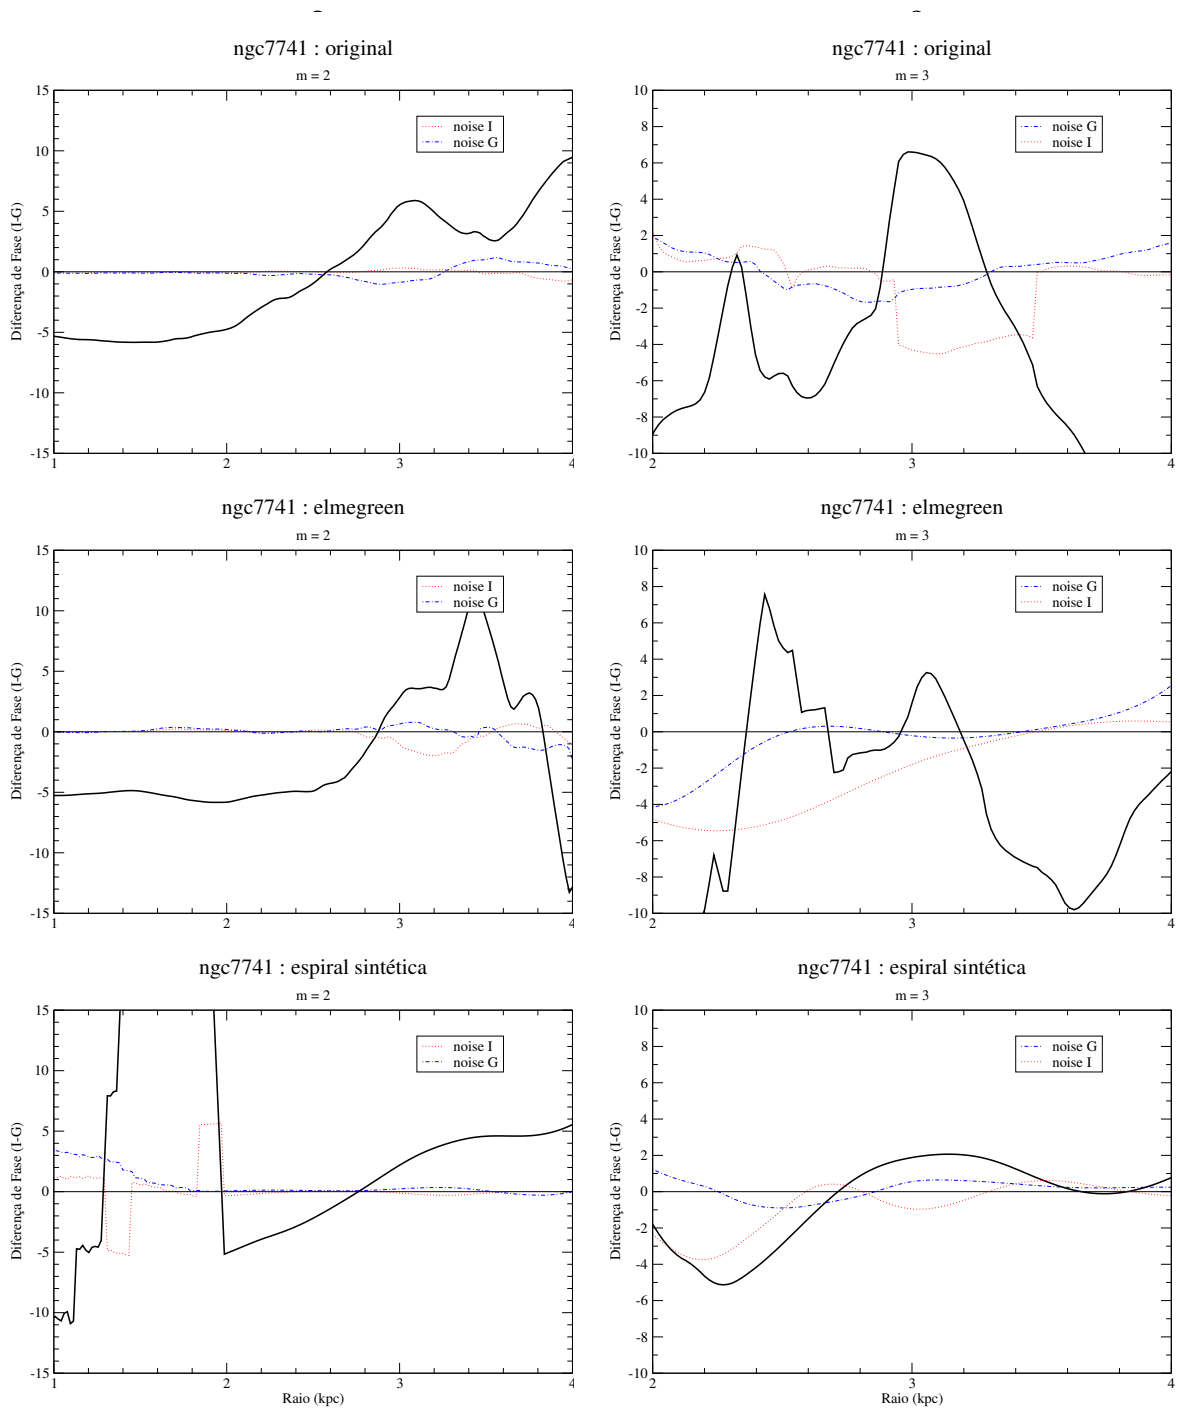 ngc7741 : original
m = 2
15
10
5
0
-5
-10
-15
1
2
3
4
Diferença de Fase (I-G)
noise I
noise G
ngc7741 : original
m = 3
10
8
6
4
2
0
-2
-4
-6
-8
-10
2
3
4
Diferença de Fase (I-G)
noise G
noise I
ngc7741 : elmegreen
m = 2
15
10
5
0
-5
-10
-15
1
2
3
4
Diferença de Fase (I-G)
noise I
noise G
ngc7741 : elmegreen
m = 3
10
8
6
4
2
0
-2
-4
-6
-8
-10
2
3
4
Diferença de Fase (I-G)
noise G
noise I
ngc7741 : espiral sintética
m = 2
15
10
5
0
-5
-10
-15
1
2
3
4
Diferença de Fase (I-G)
Raio (kpc)
noise I
noise G
ngc7741 : espiral sintética
m = 3
10
8
6
4
2
0
-2
-4
-6
-8
-10
2
3
4
Diferença de Fase (I-G)
Raio (kpc)
noise G
noise I